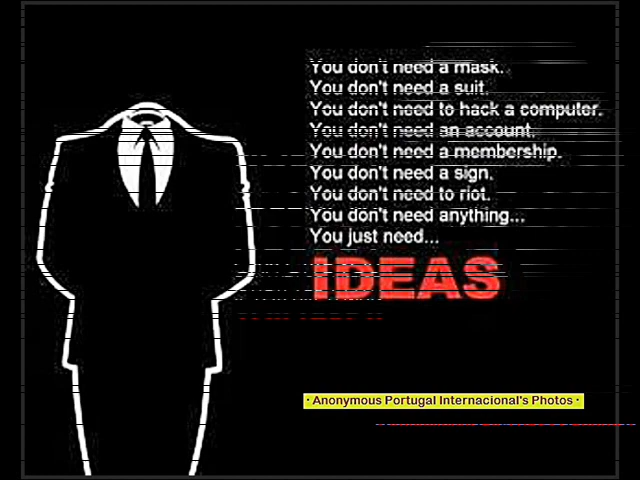 You don't need a mask.
You don't need a suit.
You don't need to hack a computer.
You don't need an account.
You don't need a membership.
You don't need a sign.
You don't need to riot.
You don't need anything...
You just need...
IDEAS
· Anonymous Portugal Internacional's Photos ·